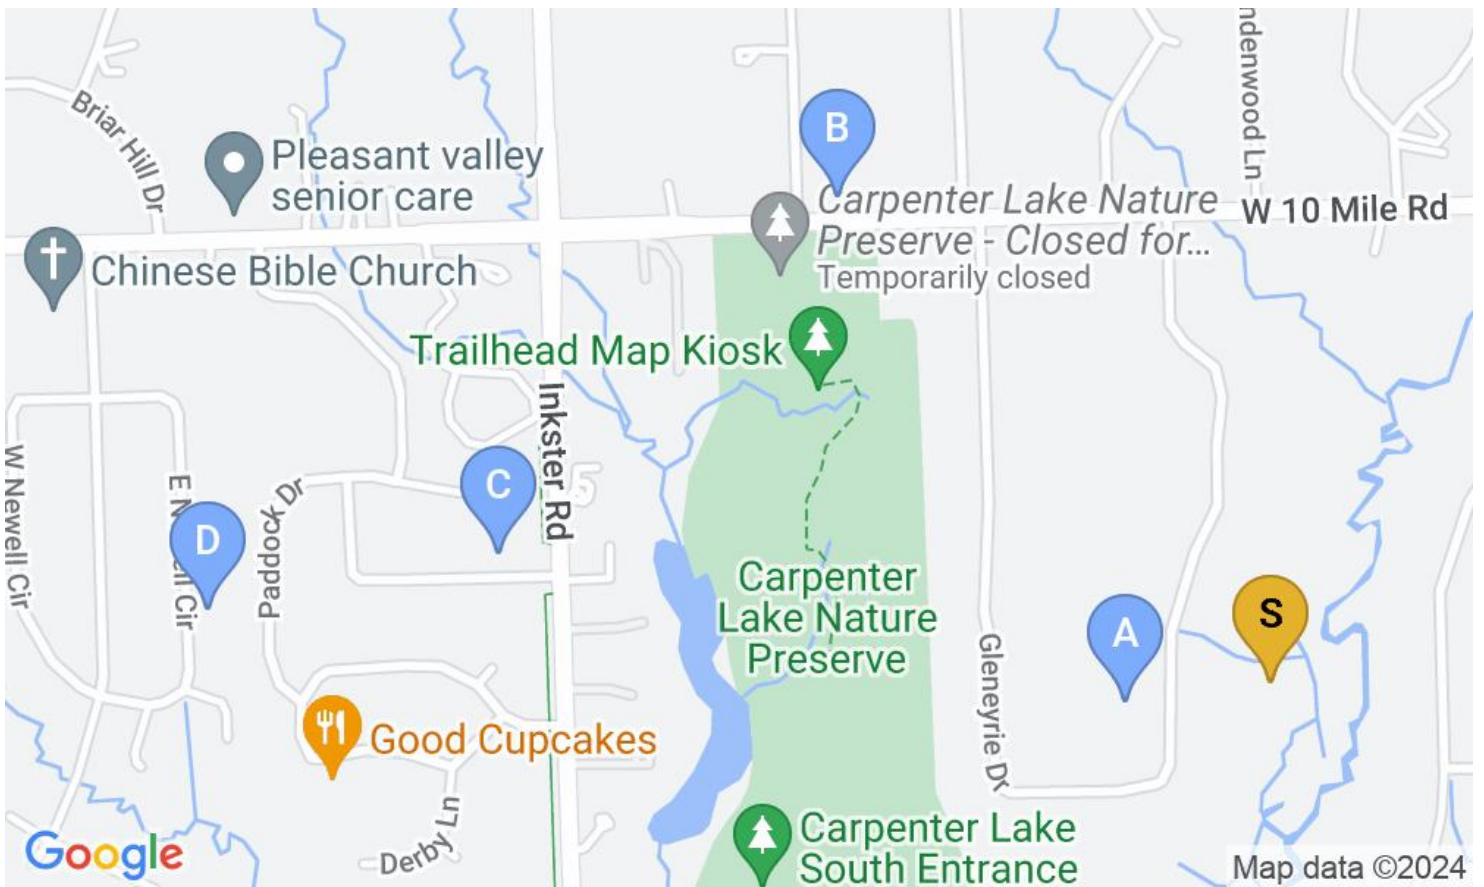 ndenwood Ln
Briar Hill Dr
B
Pleasant valley
senior care
Carpenter Lake Nature
Preserve - Closed for...
Temporarily closed
W 10 Mile Rd
Chinese Bible Church
Trailhead Map Kiosk
Inkster Rd
W Newell Cir
C
D
Paddock Dr
Carpenter
Lake Nature
Preserve
Gleneyrie Dr
A
S
Good Cupcakes
Derby Ln
Carpenter Lake
South Entrance
Google
Map data ©2024